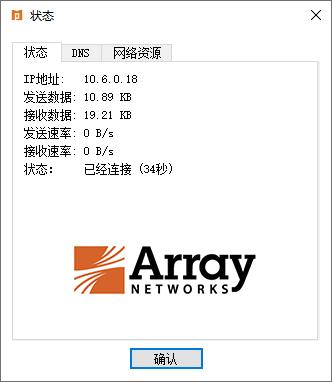 状态
状态 DNS 网络资源
IP地址: 10.6.0.18
发送数据: 10.89 KB
接收数据: 19.21 KB
发送速率: 0 B/s
接收速率: 0 B/s
状态: 已经连接 (34秒)
Array
NETWORKS
确认